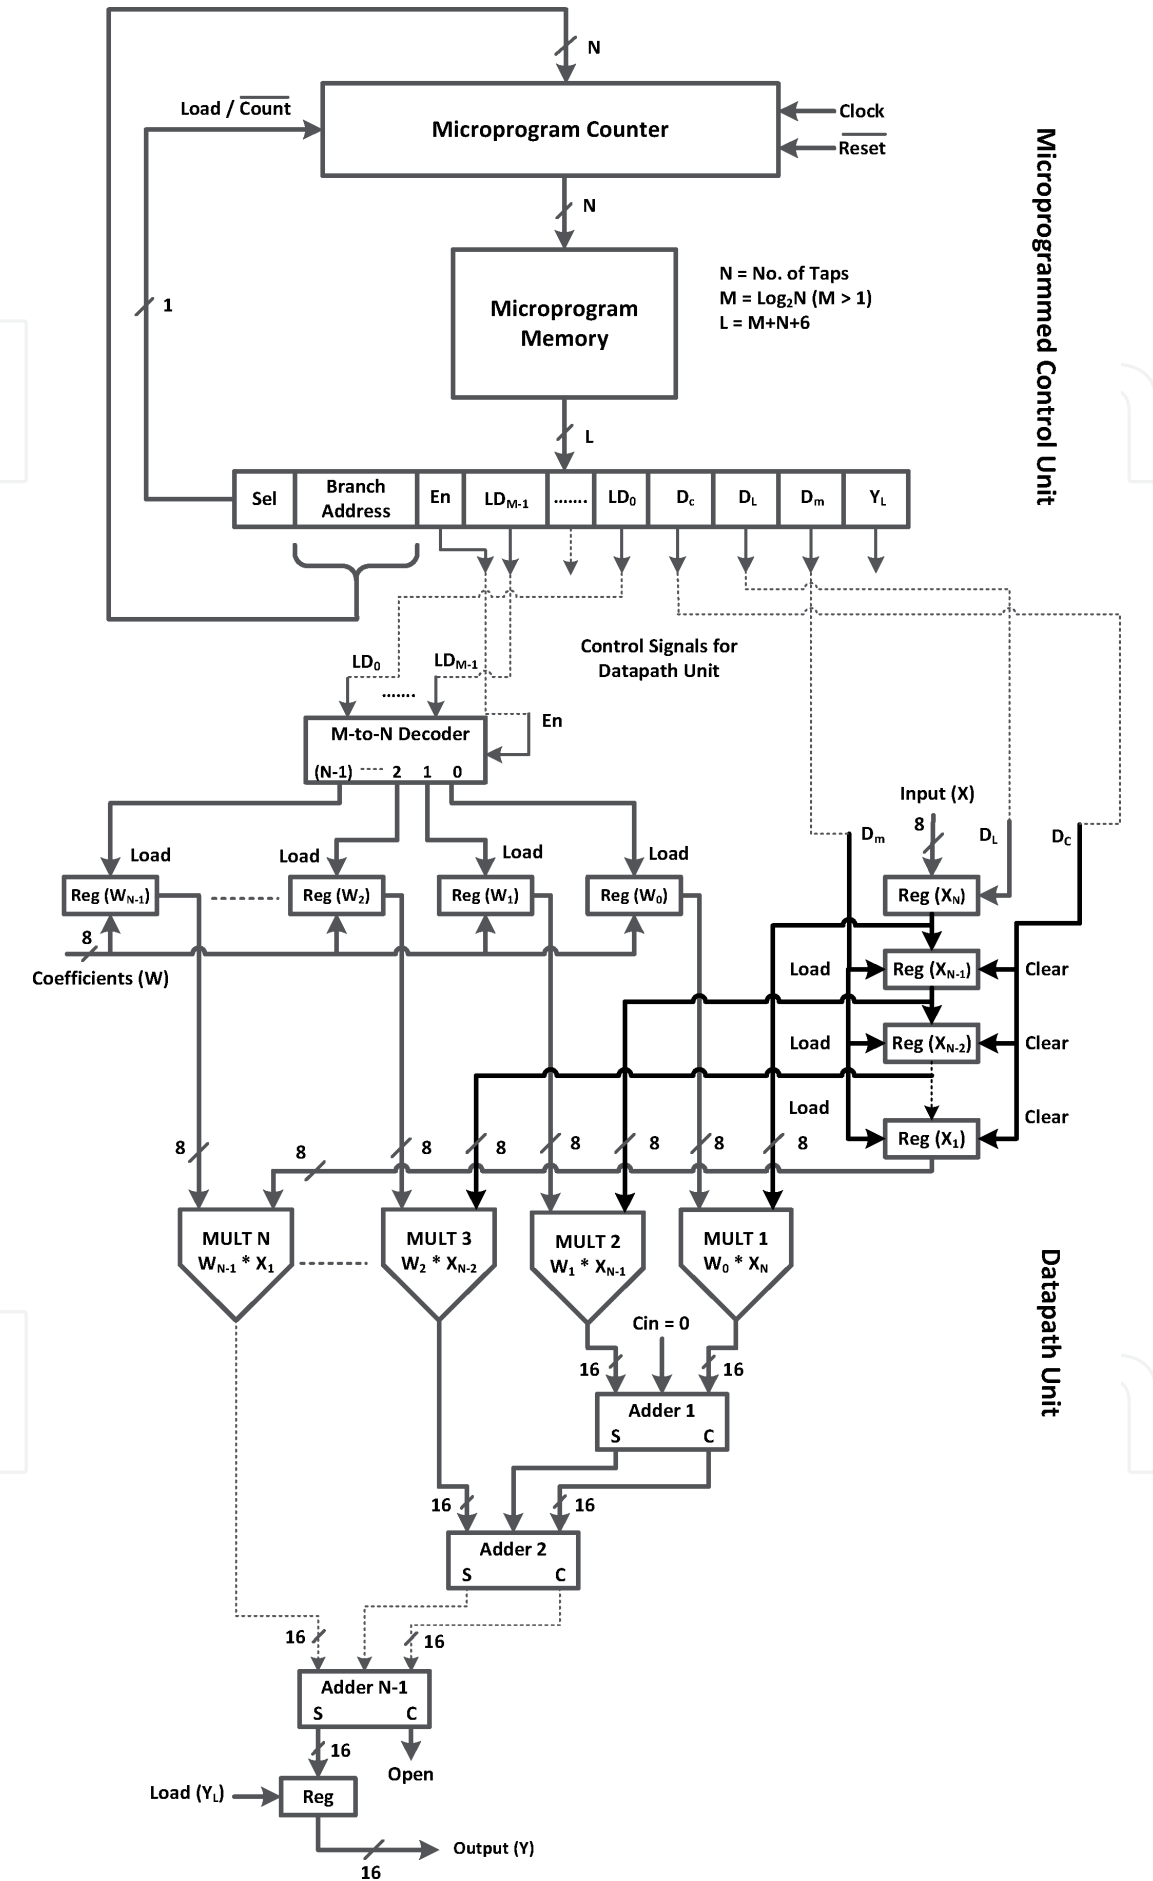 N
Load / Count
Clock
Microprogram Counter
Reset
N
Microprogrammed Control Unit
N = No. of Taps
M = Log₂N (M > 1)
L = M+N+6
1
Microprogram
Memory
L
Sel
Branch
Address
En
LD_M-1
.......
LD₀
D_c
D_L
D_m
Y_L
Control Signals for
Datapath Unit
LD₀
.......
LD_M-1
En
M-to-N Decoder
(N-1)
2
1
0
Input (X)
8
D_m
D_L
D_C
Load
Load
Load
Load
Reg (W_N-1)
Reg (W₂)
Reg (W₁)
Reg (W₀)
Reg (X_N)
8
Coefficients (W)
Load
Reg (X_N-1)
Clear
Load
Reg (X_N-2)
Clear
Load
Clear
Reg (X₁)
8
8
8
8
8
8
8
8
MULT N
W_N-1 * X₁
MULT 3
W₂ * X_N-2
MULT 2
W₁ * X_N-1
MULT 1
W₀ * X_N
Datapath Unit
Cin = 0
16
16
Adder 1
S
C
16
16
Adder 2
S
C
16
16
Adder N-1
S
C
16
Open
Load (Y_L)
Reg
Output (Y)
16